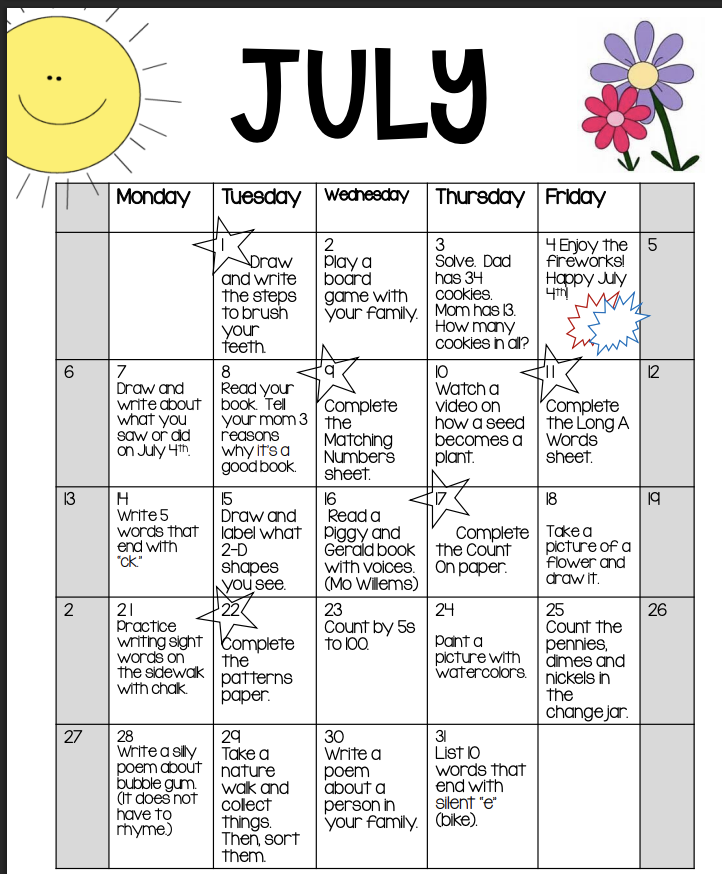 JULY
Monday Tuesday Wednesday Thursday Friday
1
Draw
and write
the steps
to brush
your
teeth.
2
Play a
board
game with
your family.
3
Solve. Dad
has 34
cookies.
Mom has 13.
How many
cookies in all?
4 Enjoy the
fireworks!
Happy July
4th!
5
6
7
Draw and
write about
what you
saw or did
on July 4th.
8
Read your
book. Tell
your mom 3
reasons
why it's a
good book.
9
Complete
the
Matching
Numbers
sheet.
10
Watch a
video on
how a seed
becomes a
plant.
11
Complete
the Long A
Words
sheet.
12
13
14
Write 5
words that
end with
"ck."
15
Draw and
label what
2-D
shapes
you see.
16
Read a
Piggy and
Gerald book
with voices.
(Mo Willems)
17
Complete
the Count
On paper.
18
Take a
picture of a
flower and
draw it.
19
2
21
Practice
writing sight
words on
the sidewalk
with chalk.
22
Complete
the
patterns
paper.
23
Count by 5s
to 100.
24
Paint a
picture with
watercolors.
25
Count the
pennies,
dimes and
nickels in
the
change jar.
26
27
28
Write a silly
poem about
bubble gum.
(It does not
have to
rhyme.)
29
Take a
nature
walk and
collect
things.
Then, sort
them.
30
Write a
poem
about a
person in
your family.
31
List 10
words that
end with
silent "e"
(bike).